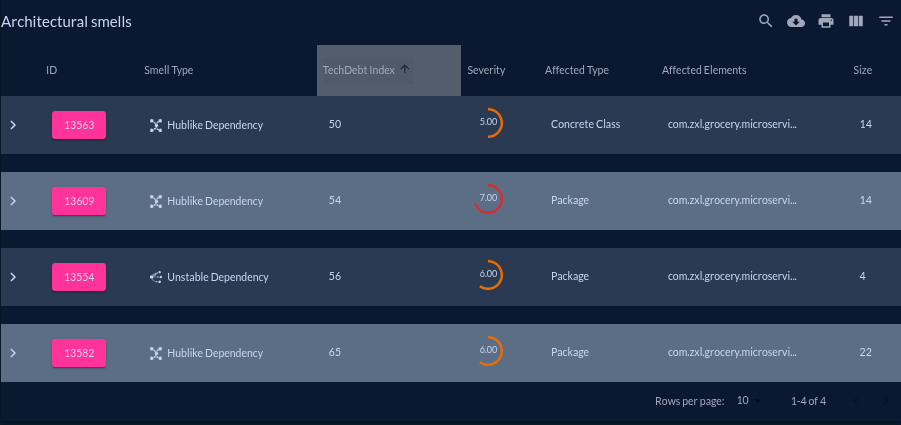 Architectural smells
ID Smell Type TechDebt Index Severity Affected Type Affected Elements Size
13563 Hublike Dependency 50 5.00 Concrete Class com.zxl.grocery.microservi... 14
13609 Hublike Dependency 54 7.00 Package com.zxl.grocery.microservi... 14
13554 Unstable Dependency 56 6.00 Package com.zxl.grocery.microservi... 4
13582 Hublike Dependency 65 6.00 Package com.zxl.grocery.microservi... 22
Rows per page: 10 1-4 of 4